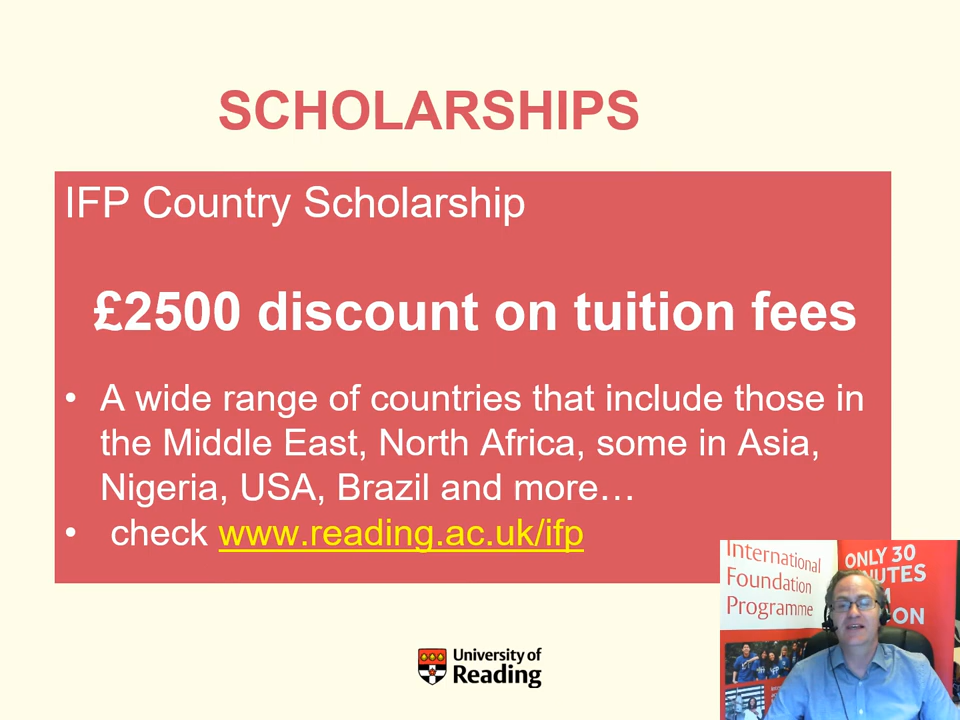 SCHOLARSHIPS
IFP Country Scholarship
£2500 discount on tuition fees
• A wide range of countries that include those in
the Middle East, North Africa, some in Asia,
Nigeria, USA, Brazil and more…
• check www.reading.ac.uk/ifp
International
Foundation
Programme
ONLY 30
University of
Reading